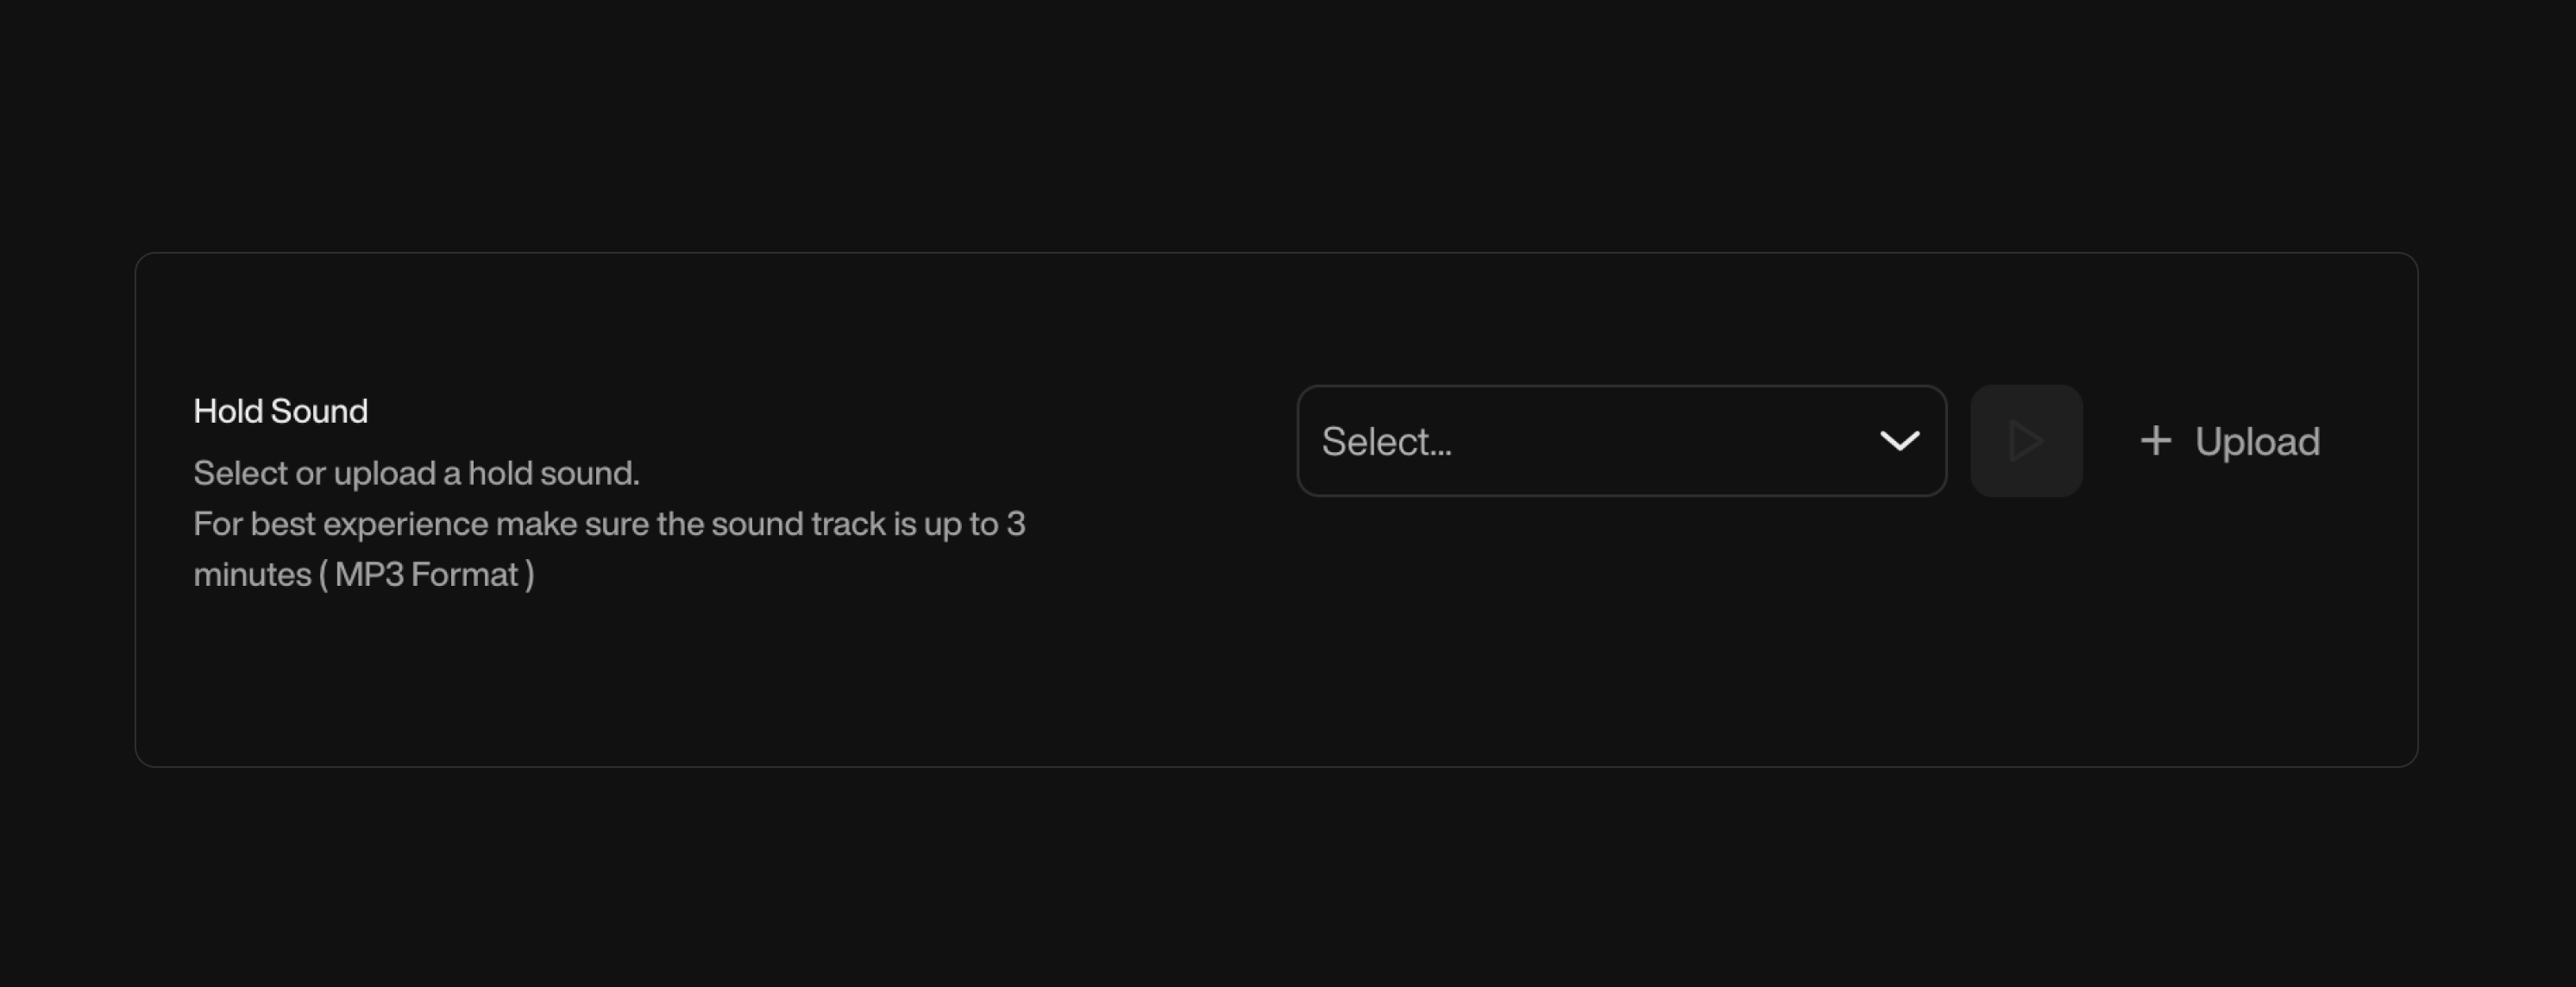 Hold Sound
Select or upload a hold sound.
For best experience make sure the sound track is up to 3
minutes ( MP3 Format )
Select...
Upload